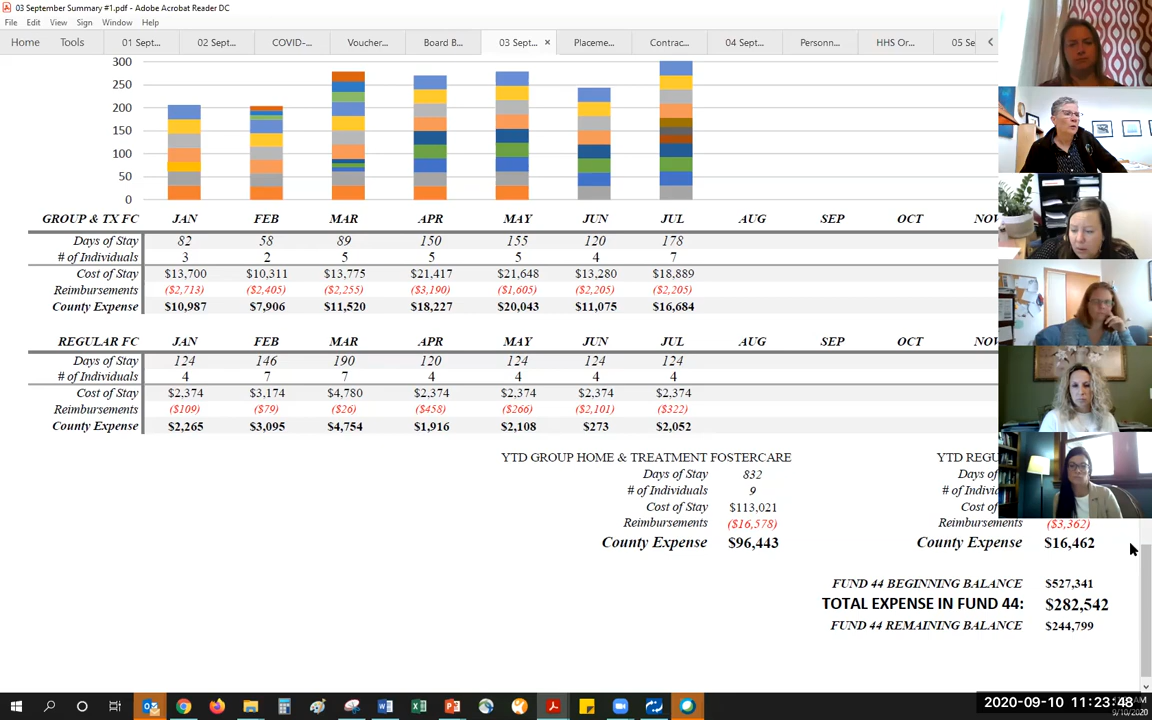 03 September Summary #1.pdf - Adobe Acrobat Reader DC
File Edit View Sign Window Help
Home Tools 01 Sept... 02 Sept... COVID-... Voucher... Board B... 03 Sept... × Placeme... Contrac... 04 Sept... Personn... HHS Or... 05 Se
300
250
200
150
100
50
0
GROUP & TX FC JAN FEB MAR APR MAY JUN JUL AUG SEP OCT NOV
Days of Stay 82 58 89 150 155 120 178
# of Individuals 3 2 5 5 5 4 7
Cost of Stay $13,700 $10,311 $13,775 $21,417 $21,648 $13,280 $18,889
Reimbursements ($2,713) ($2,405) ($2,255) ($3,190) ($1,605) ($2,205) ($2,205)
County Expense $10,987 $7,906 $11,520 $18,227 $20,043 $11,075 $16,684
REGULAR FC JAN FEB MAR APR MAY JUN JUL AUG SEP OCT NOV
Days of Stay 124 146 190 120 124 124 124
# of Individuals 4 7 7 4 4 4 4
Cost of Stay $2,374 $3,174 $4,780 $2,374 $2,374 $2,374 $2,374
Reimbursements ($109) ($79) ($26) ($458) ($266) ($2,101) ($322)
County Expense $2,265 $3,095 $4,754 $1,916 $2,108 $273 $2,052
YTD GROUP HOME & TREATMENT FOSTERCARE YTD REGU
Days of Stay 832 Days of
# of Individuals 9 # of Individ
Cost of Stay $113,021 Cost of
Reimbursements ($16,578) Reimbursements ($3,362)
County Expense $96,443 County Expense $16,462
FUND 44 BEGINNING BALANCE $527,341
TOTAL EXPENSE IN FUND 44: $282,542
FUND 44 REMAINING BALANCE $244,799
2020-09-10 11:23:48
9/10/2020